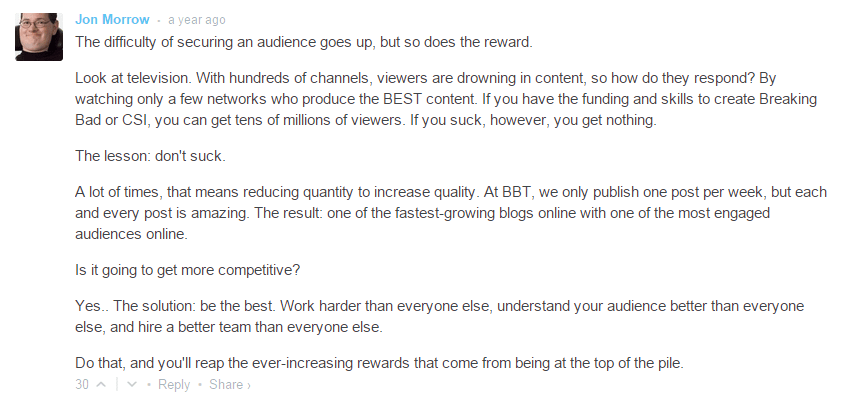 Jon Morrow · a year ago
The difficulty of securing an audience goes up, but so does the reward.
Look at television. With hundreds of channels, viewers are drowning in content, so how do they respond? By
watching only a few networks who produce the BEST content. If you have the funding and skills to create Breaking
Bad or CSI, you can get tens of millions of viewers. If you suck, however, you get nothing.
The lesson: don't suck.
A lot of times, that means reducing quantity to increase quality. At BBT, we only publish one post per week, but each
and every post is amazing. The result: one of the fastest-growing blogs online with one of the most engaged
audiences online.
Is it going to get more competitive?
Yes.. The solution: be the best. Work harder than everyone else, understand your audience better than everyone
else, and hire a better team than everyone else.
Do that, and you'll reap the ever-increasing rewards that come from being at the top of the pile.
30 • Reply • Share ›